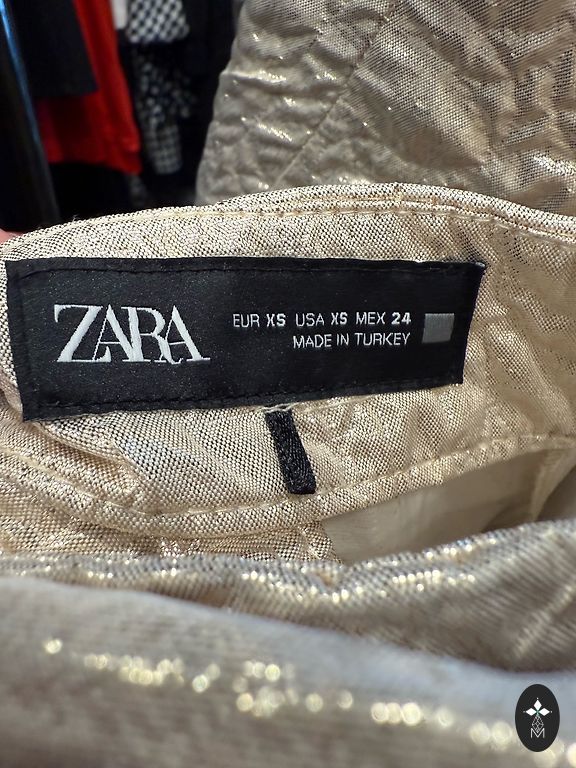 ZARA
EUR XS USA XS MEX 24
MADE IN TURKEY